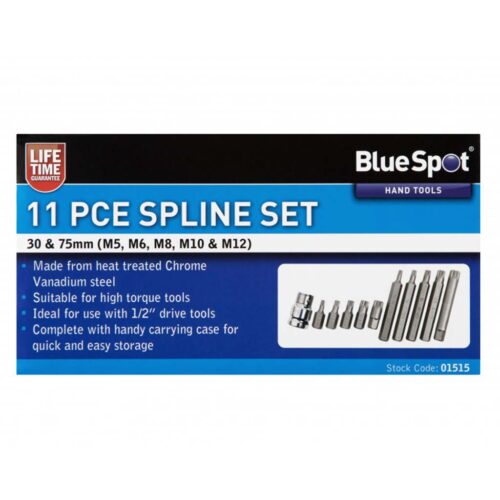 LIFE
TIME
GUARANTEE
BlueSpot®
HAND TOOLS
11 PCE SPLINE SET
30 & 75mm (M5, M6, M8, M10 & M12)
• Made from heat treated Chrome
Vanadium steel
• Suitable for high torque tools
• Ideal for use with 1/2" drive tools
• Complete with handy carrying case for
quick and easy storage
Stock Code: 01515